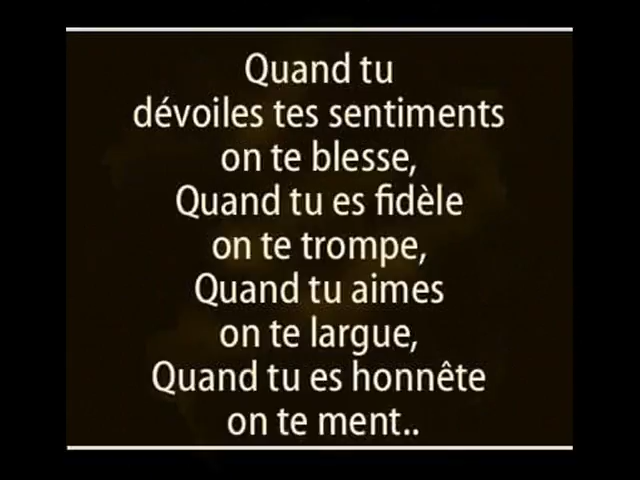 Quand tu
dévoiles tes sentiments
on te blesse,
Quand tu es fidèle
on te trompe,
Quand tu aimes
on te largue,
Quand tu es honnête
on te ment..